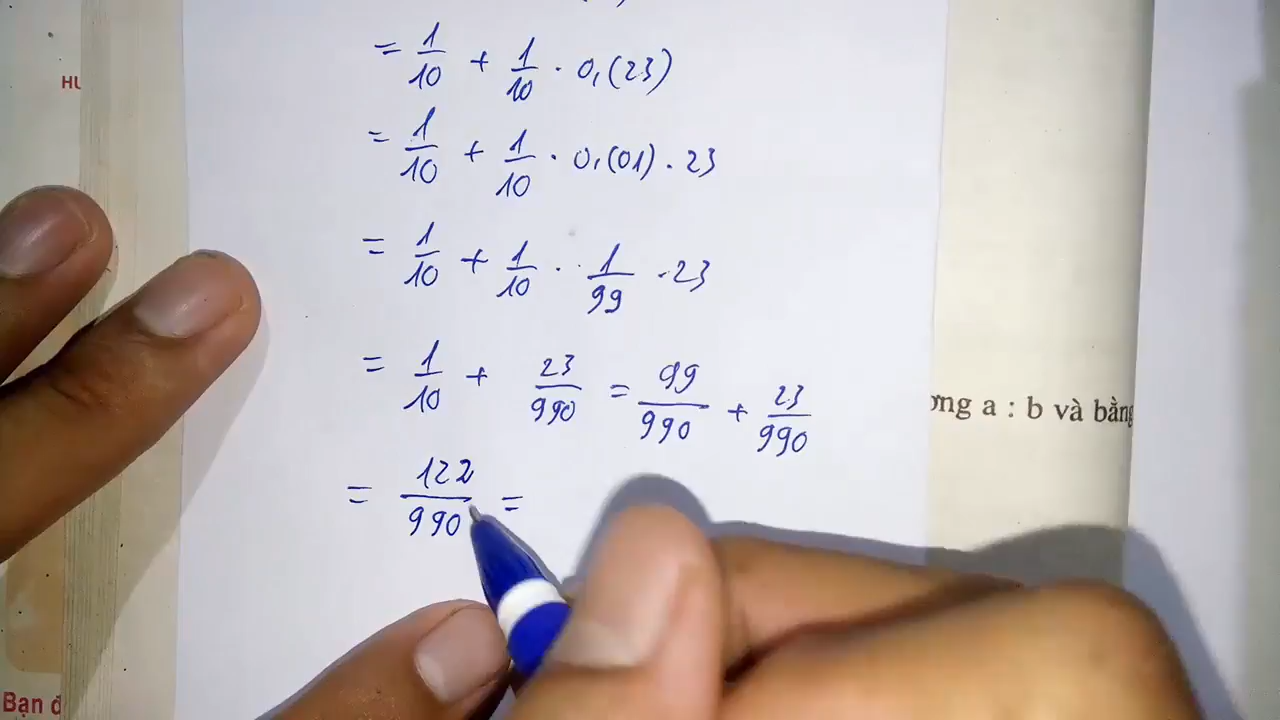 = 1/10 + 1/10 . 0,(23)
HU
= 1/10 + 1/10 . 0,(01) . 23
= 1/10 + 1/10 . 1/99 . 23
= 1/10 + 23/990 = 99/990 + 23/990
ơng a : b và bằng
= 122/990 =
Bạn đ